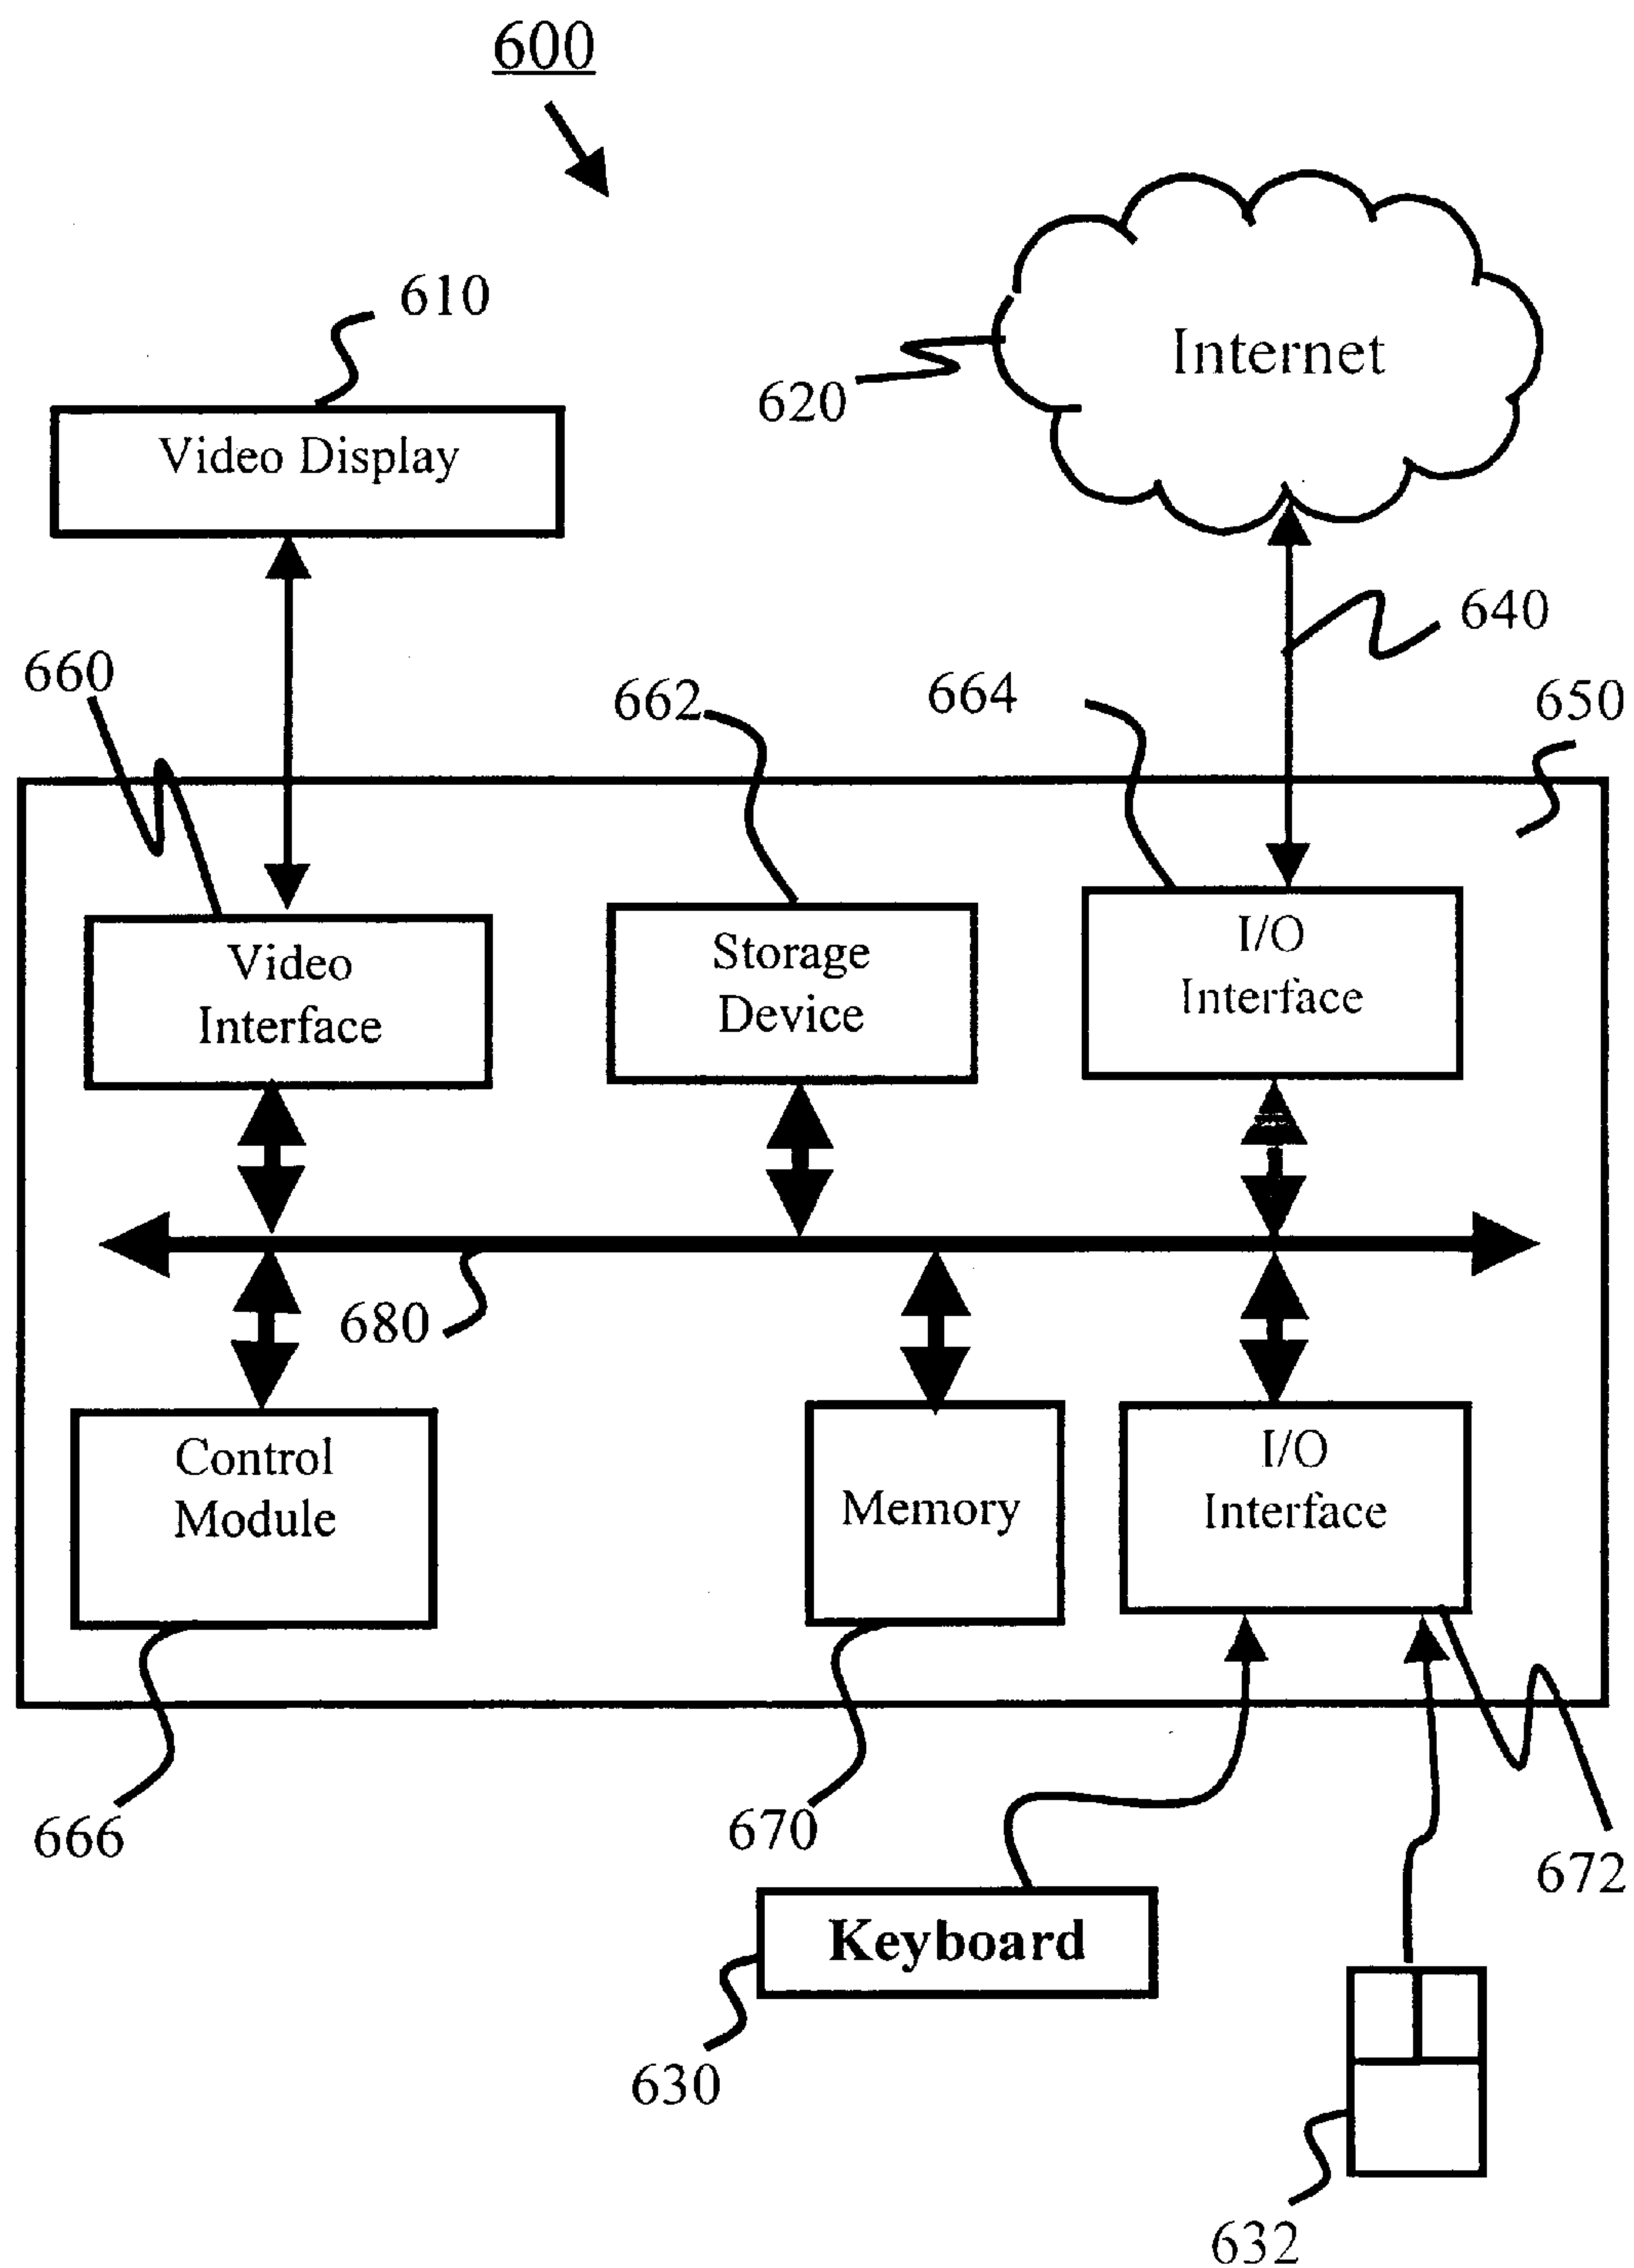 600
610
Internet
620
Video Display
640
660
662
664
650
Video
Interface
Storage
Device
I/O
Interface
680
Control
Module
Memory
I/O
Interface
666
670
672
Keyboard
630
632